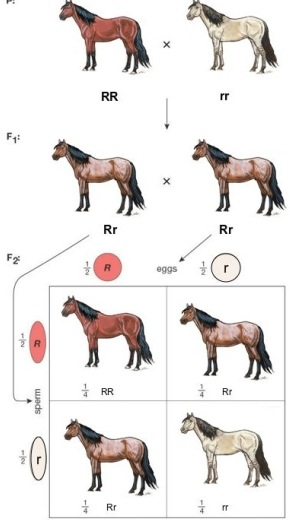 P:
×
RR rr
F₁:
×
Rr Rr
F₂:
½ R eggs ½ r
½ R
¼ RR ¼ Rr
sperm
½ r
¼ Rr ¼ rr